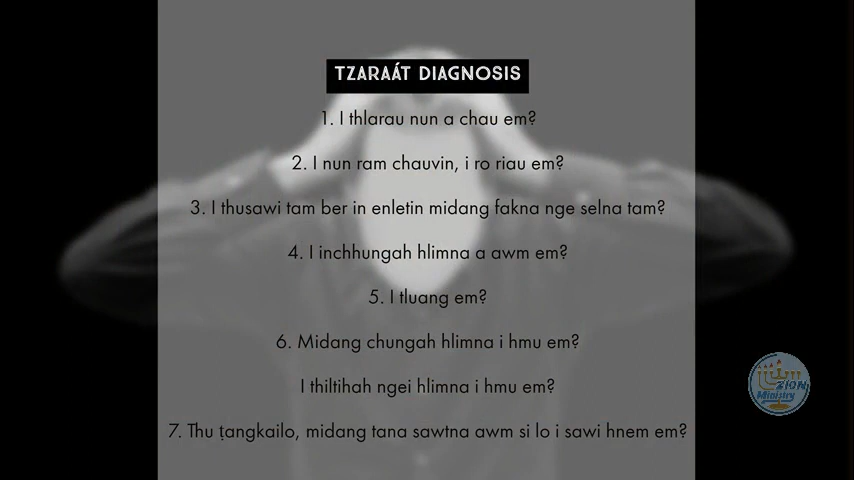 TZARAÁT DIAGNOSIS
1. I thlarau nun a chau em?
2. I nun ram chauvin, i ro riau em?
3. I thusawi tam ber in enletin midang fakna nge selna tam?
4. I inchhungah hlimna a awm em?
5. I tluang em?
6. Midang chungah hlimna i hmu em?
I thiltihah ngei hlimna i hmu em?
7. Thu ṭangkailo, midang tana sawtna awm si lo i sawi hnem em?
ZION
Ministry